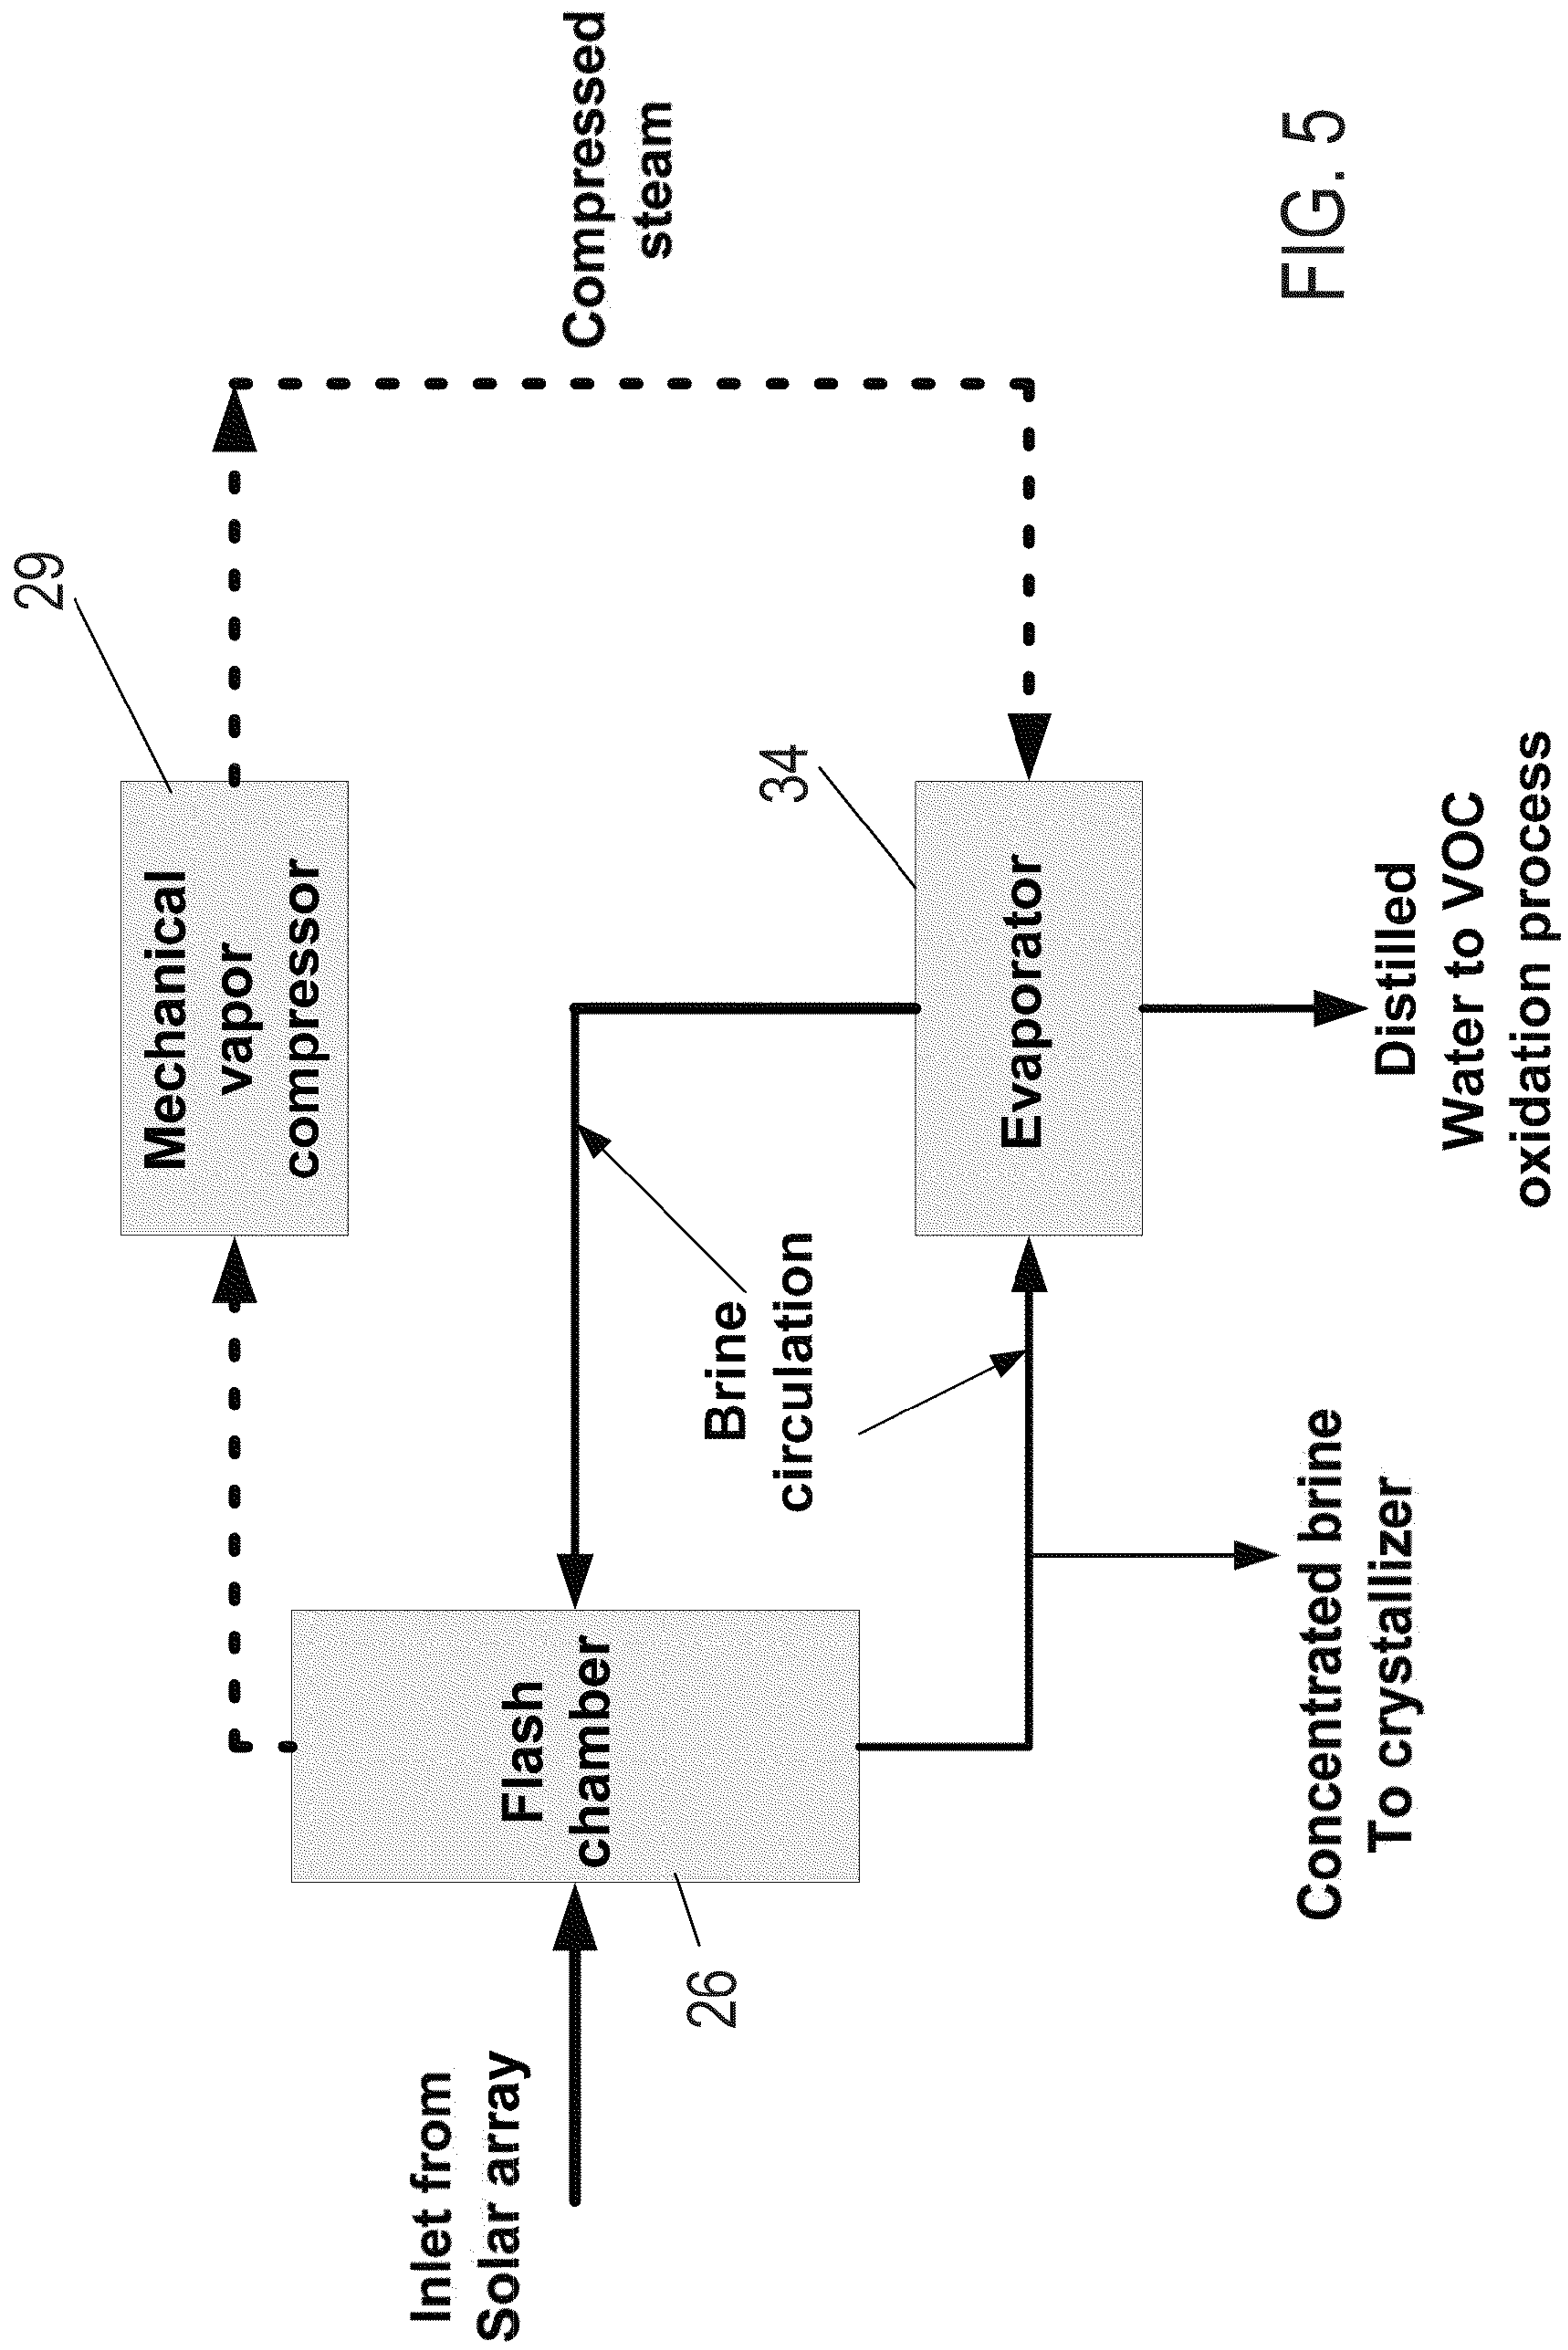 29
Mechanical
vapor
compressor
Compressed
steam
Inlet from
Solar array
Flash
chamber
26
Brine
circulation
34
Evaporator
Concentrated brine
To crystallizer
Distilled
Water to VOC
oxidation process
FIG. 5